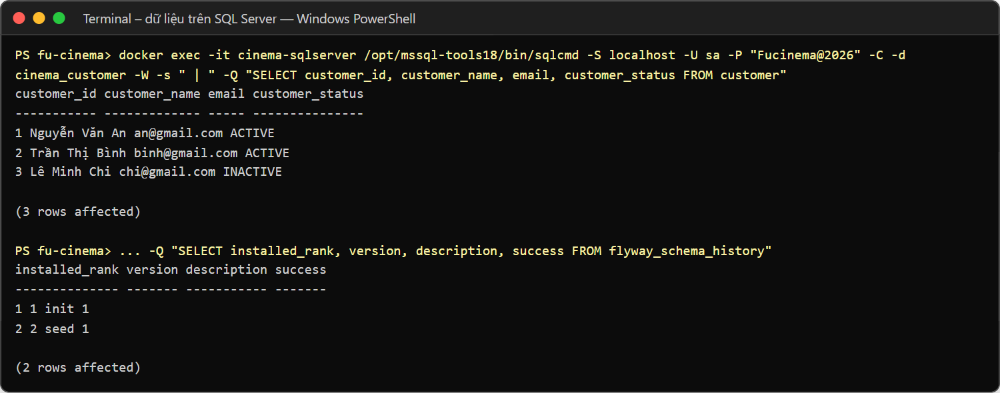 Terminal – dữ liệu trên SQL Server — Windows PowerShell
PS fu-cinema> docker exec -it cinema-sqlserver /opt/mssql-tools18/bin/sqlcmd -S localhost -U sa -P "Fucinema@2026" -C -d
cinema_customer -W -s " | " -Q "SELECT customer_id, customer_name, email, customer_status FROM customer"
customer_id customer_name email customer_status
----------- ------------- ----- ---------------
1 Nguyễn Văn An an@gmail.com ACTIVE
2 Trần Thị Bình binh@gmail.com ACTIVE
3 Lê Minh Chi chi@gmail.com INACTIVE
(3 rows affected)
PS fu-cinema> ... -Q "SELECT installed_rank, version, description, success FROM flyway_schema_history"
installed_rank version description success
-------------- ------- ----------- -------
1 1 init 1
2 2 seed 1
(2 rows affected)